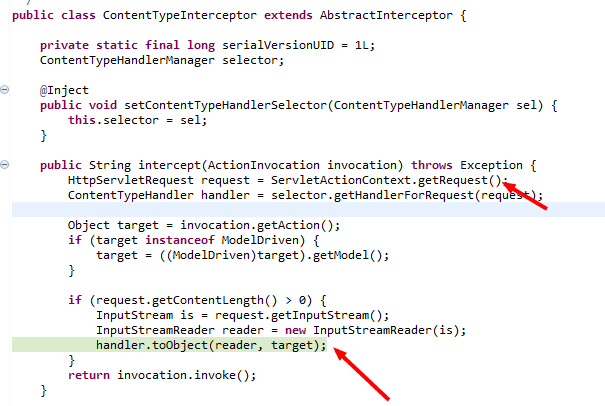 public class ContentTypeInterceptor extends AbstractInterceptor {
private static final long serialVersionUID = 1L;
ContentTypeHandlerManager selector;
@Inject
public void setContentTypeHandlerSelector(ContentTypeHandlerManager sel) {
this.selector = sel;
}
public String intercept(ActionInvocation invocation) throws Exception {
HttpServletRequest request = ServletActionContext.getRequest();
ContentTypeHandler handler = selector.getHandlerForRequest(request);
Object target = invocation.getAction();
if (target instanceof ModelDriven) {
target = ((ModelDriven)target).getModel();
}
if (request.getContentLength() > 0) {
InputStream is = request.getInputStream();
InputStreamReader reader = new InputStreamReader(is);
handler.toObject(reader, target);
}
return invocation.invoke();
}